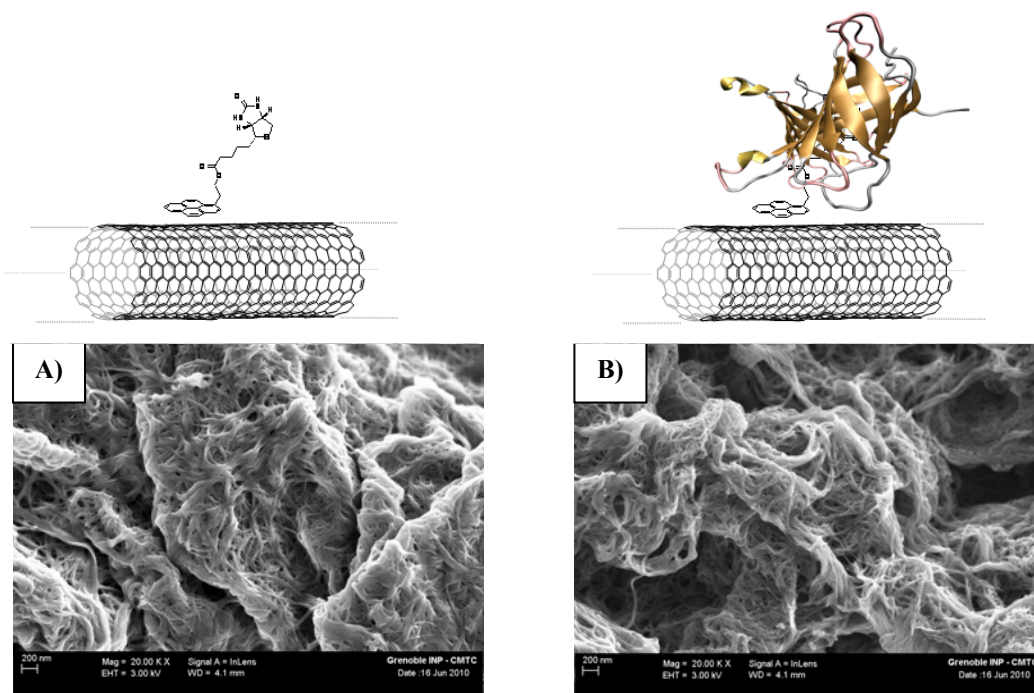 A)
B)
200 nm
Mag = 20.00 K X
Signal A = InLens
Grenoble INP - CMTC
EHT = 3.00 kV
WD = 4.1 mm
Date :16 Jun 2010
200 nm
Mag = 20.00 K X
Signal A = InLens
Grenoble INP - CMTC
EHT = 3.00 kV
WD = 4.1 mm
Date :16 Jun 2010